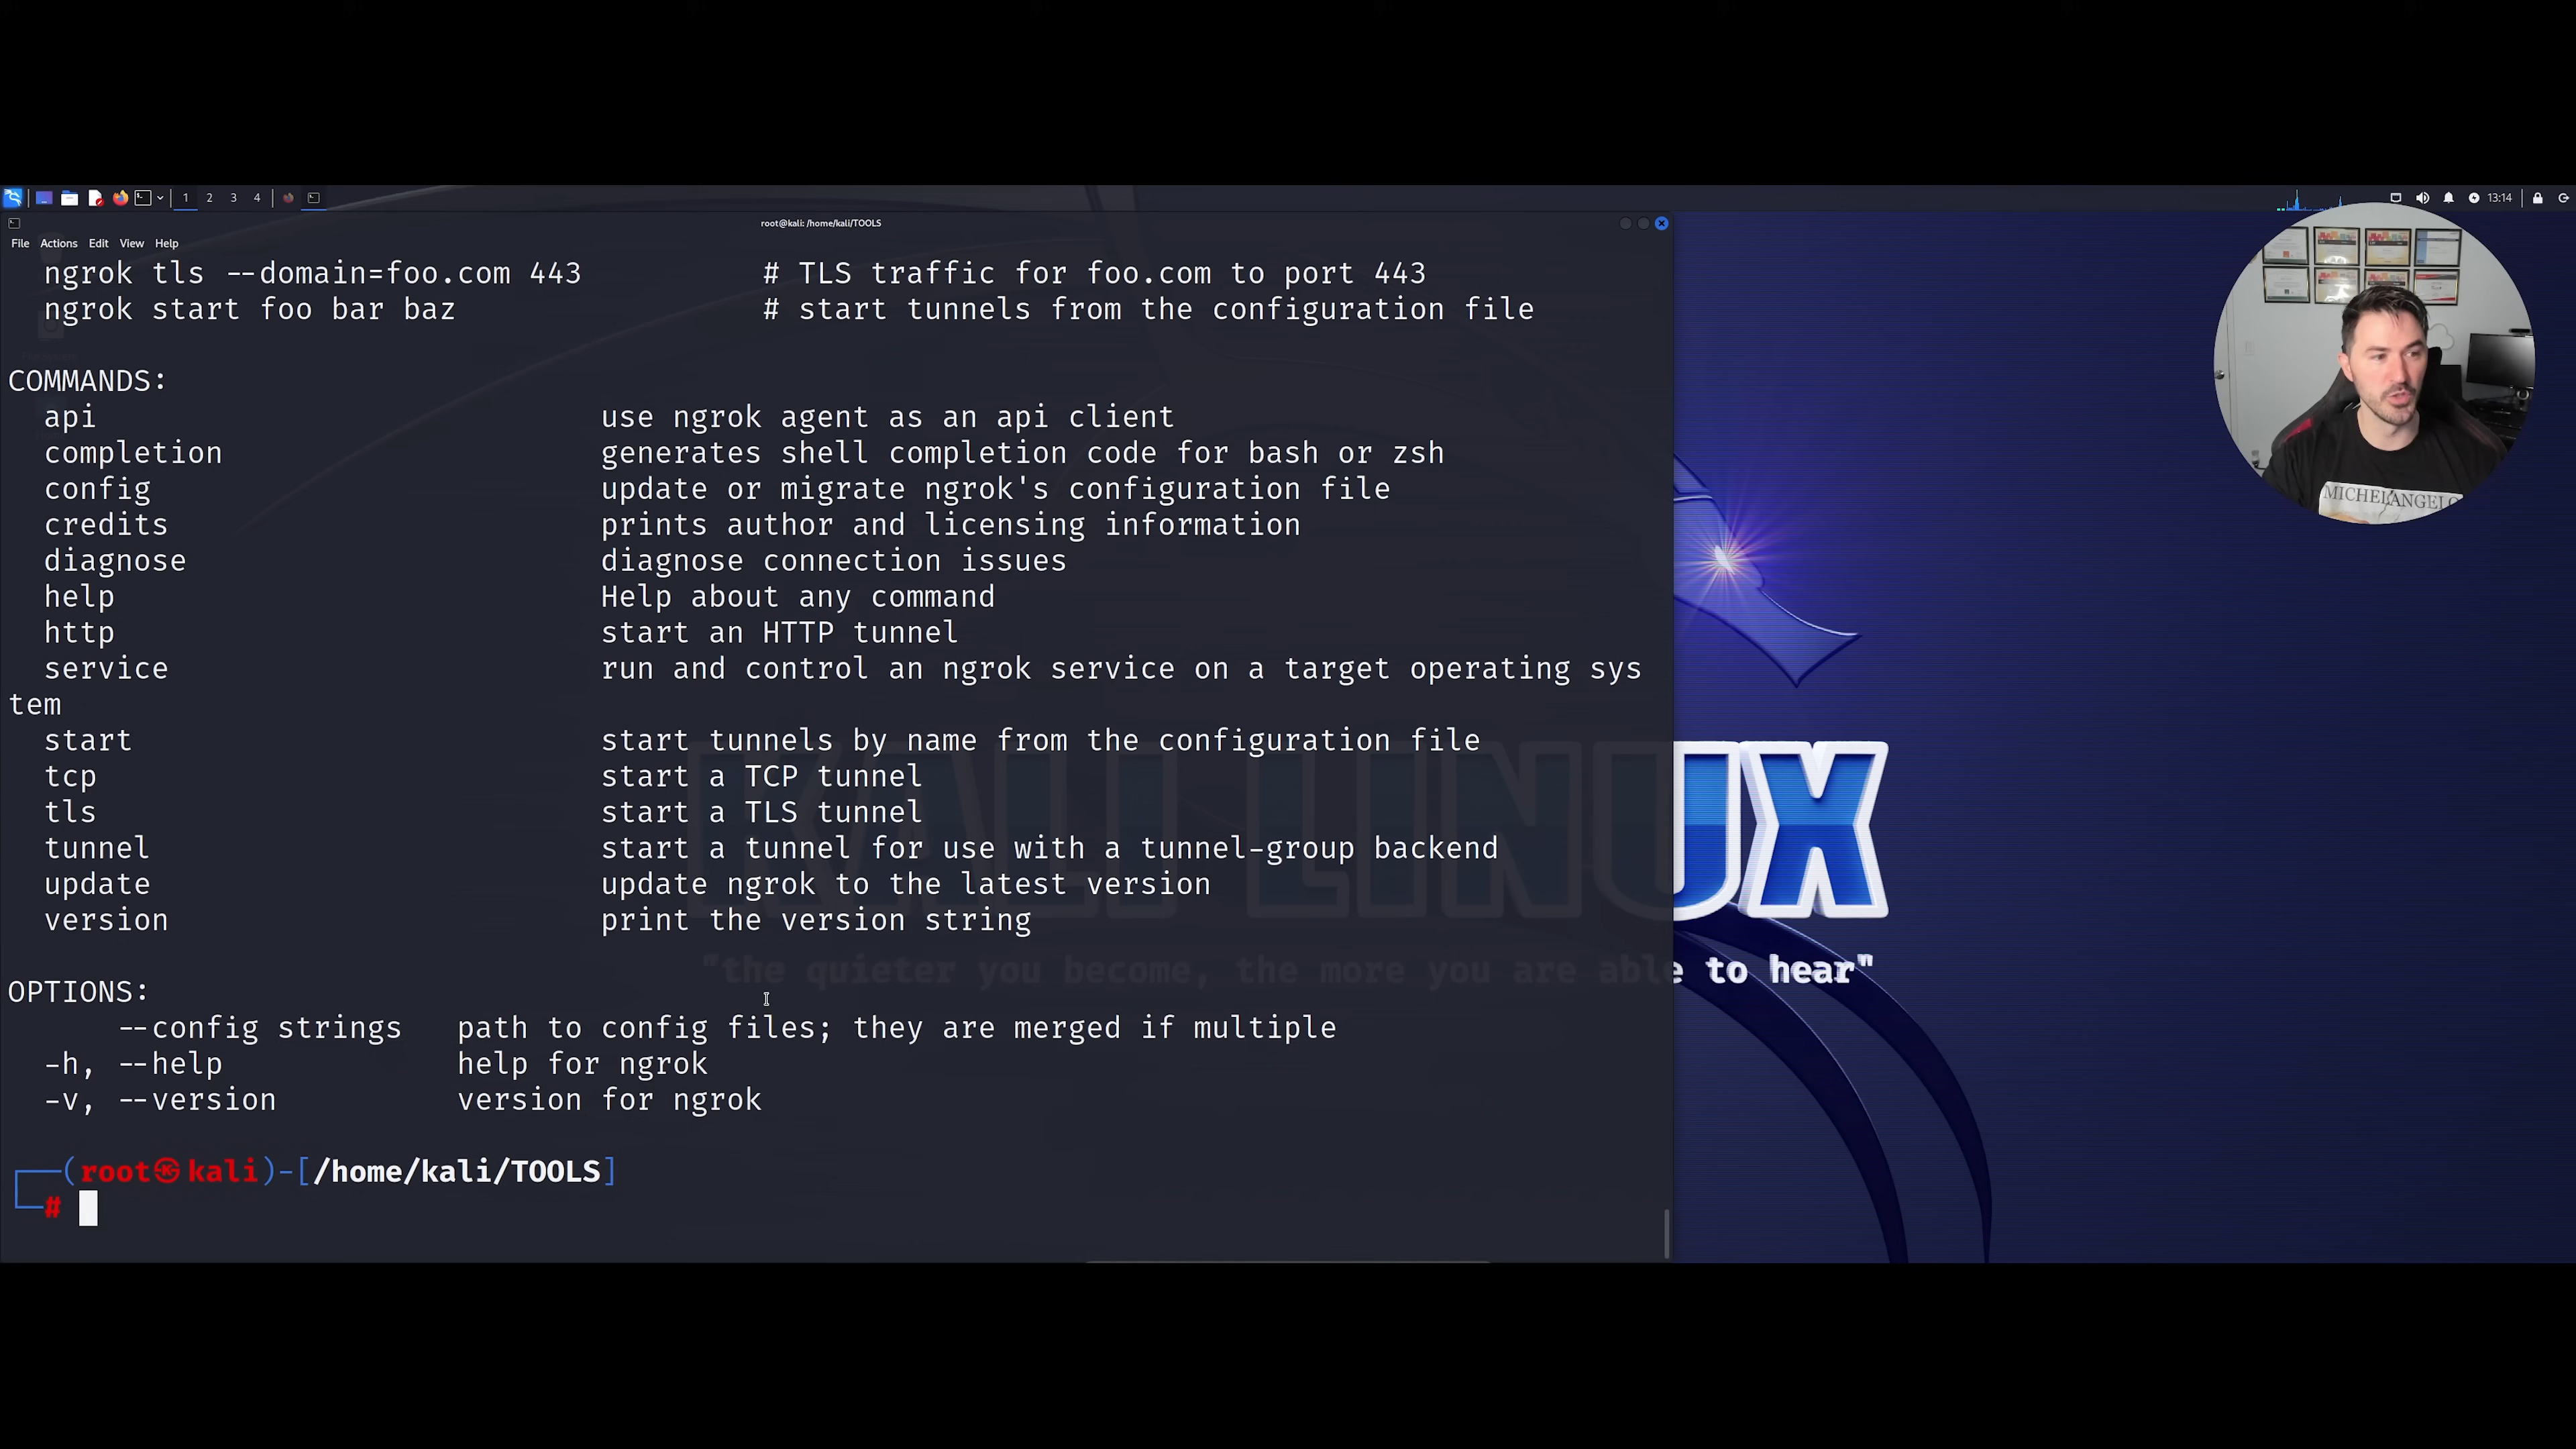 1 2 3 4
13:14
root@kali: /home/kali/TOOLS
File Actions Edit View Help
ngrok tls --domain=foo.com 443 # TLS traffic for foo.com to port 443
ngrok start foo bar baz # start tunnels from the configuration file
COMMANDS:
api use ngrok agent as an api client
completion generates shell completion code for bash or zsh
config update or migrate ngrok's configuration file
credits prints author and licensing information
diagnose diagnose connection issues
help Help about any command
http start an HTTP tunnel
service run and control an ngrok service on a target operating sys
tem
start start tunnels by name from the configuration file
tcp start a TCP tunnel
tls start a TLS tunnel
tunnel start a tunnel for use with a tunnel-group backend
update update ngrok to the latest version
version print the version string
OPTIONS:
--config strings path to config files; they are merged if multiple
-h, --help help for ngrok
-v, --version version for ngrok
(root㉿kali)-[/home/kali/TOOLS]
#
KALI LINUX
"the quieter you become, the more you are able to hear"
MICHELANGELO